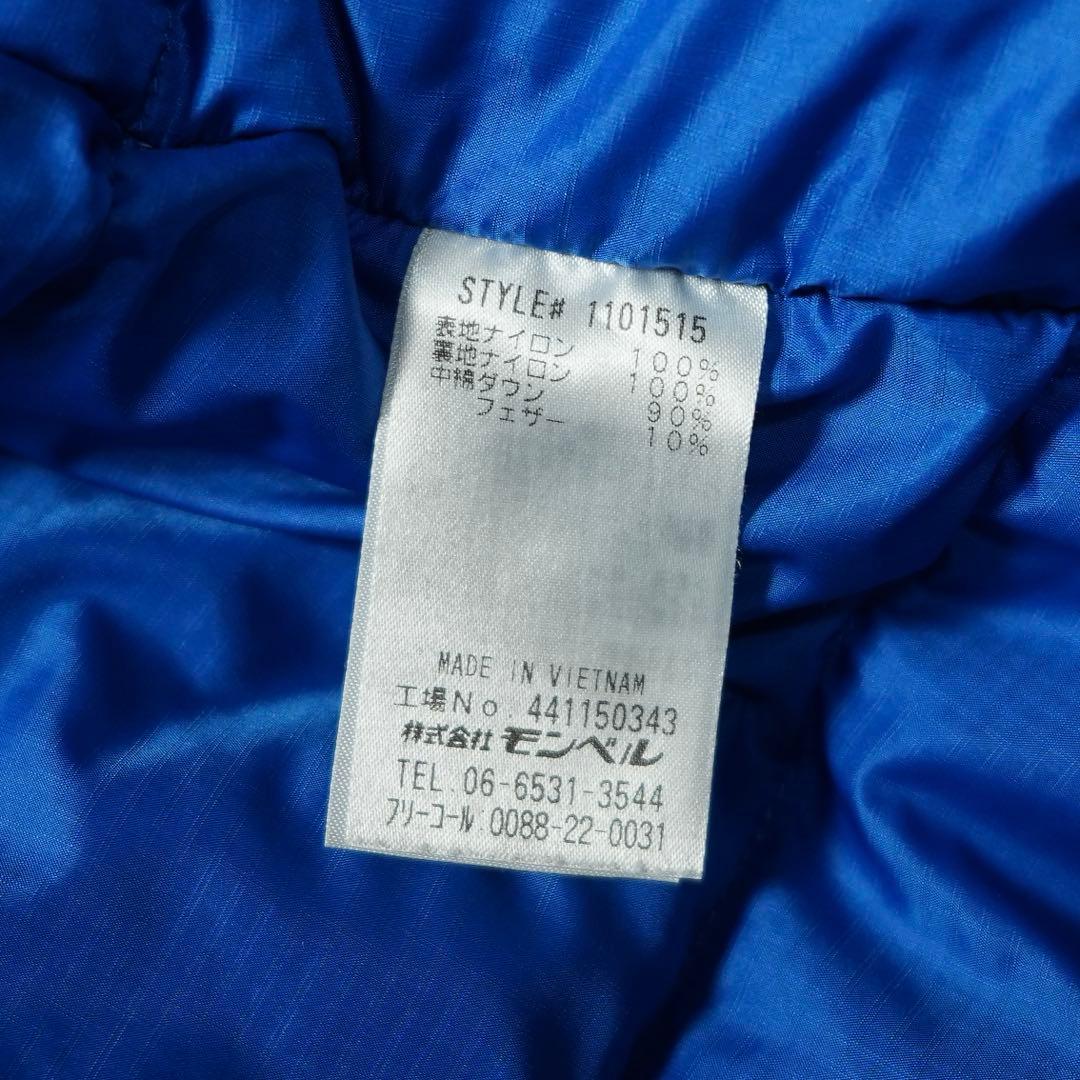 STYLE# 1101515
表地ナイロン 100%
裏地ナイロン 100%
中綿ダウン 90%
フェザー 10%
MADE IN VIETNAM
工場No. 441150343
株式会社モンベル
TEL.06-6531-3544
フリーコール.0088-22-0031